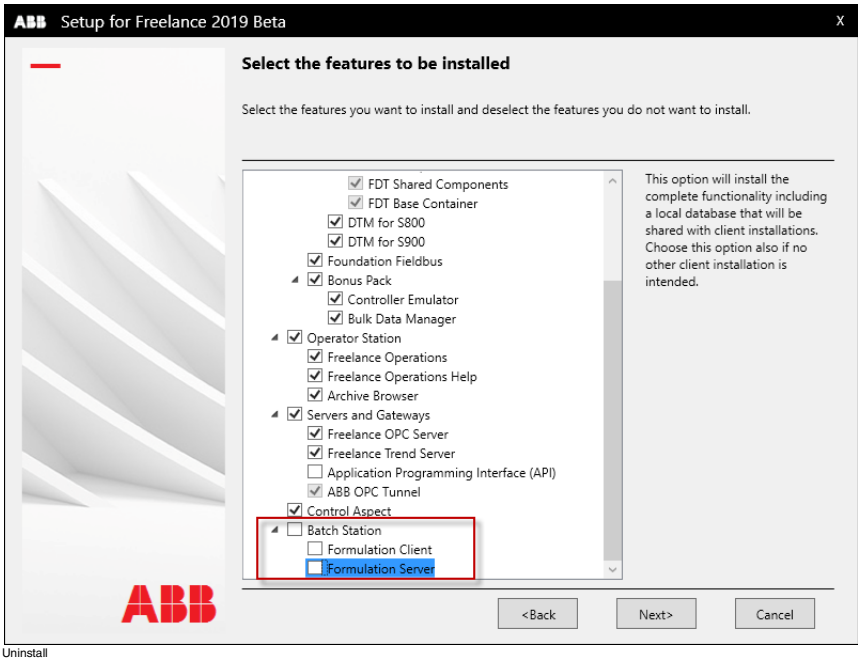 ABB Setup for Freelance 2019 Beta X
Select the features to be installed
Select the features you want to install and deselect the features you do not want to install.
FDT Shared Components
FDT Base Container
DTM for S800
DTM for S900
Foundation Fieldbus
Bonus Pack
Controller Emulator
Bulk Data Manager
Operator Station
Freelance Operations
Freelance Operations Help
Archive Browser
Servers and Gateways
Freelance OPC Server
Freelance Trend Server
Application Programming Interface (API)
ABB OPC Tunnel
Control Aspect
Batch Station
Formulation Client
Formulation Server
This option will install the
complete functionality including
a local database that will be
shared with client installations.
Choose this option also if no
other client installation is
intended.
ABB
<Back Next> Cancel
Uninstall